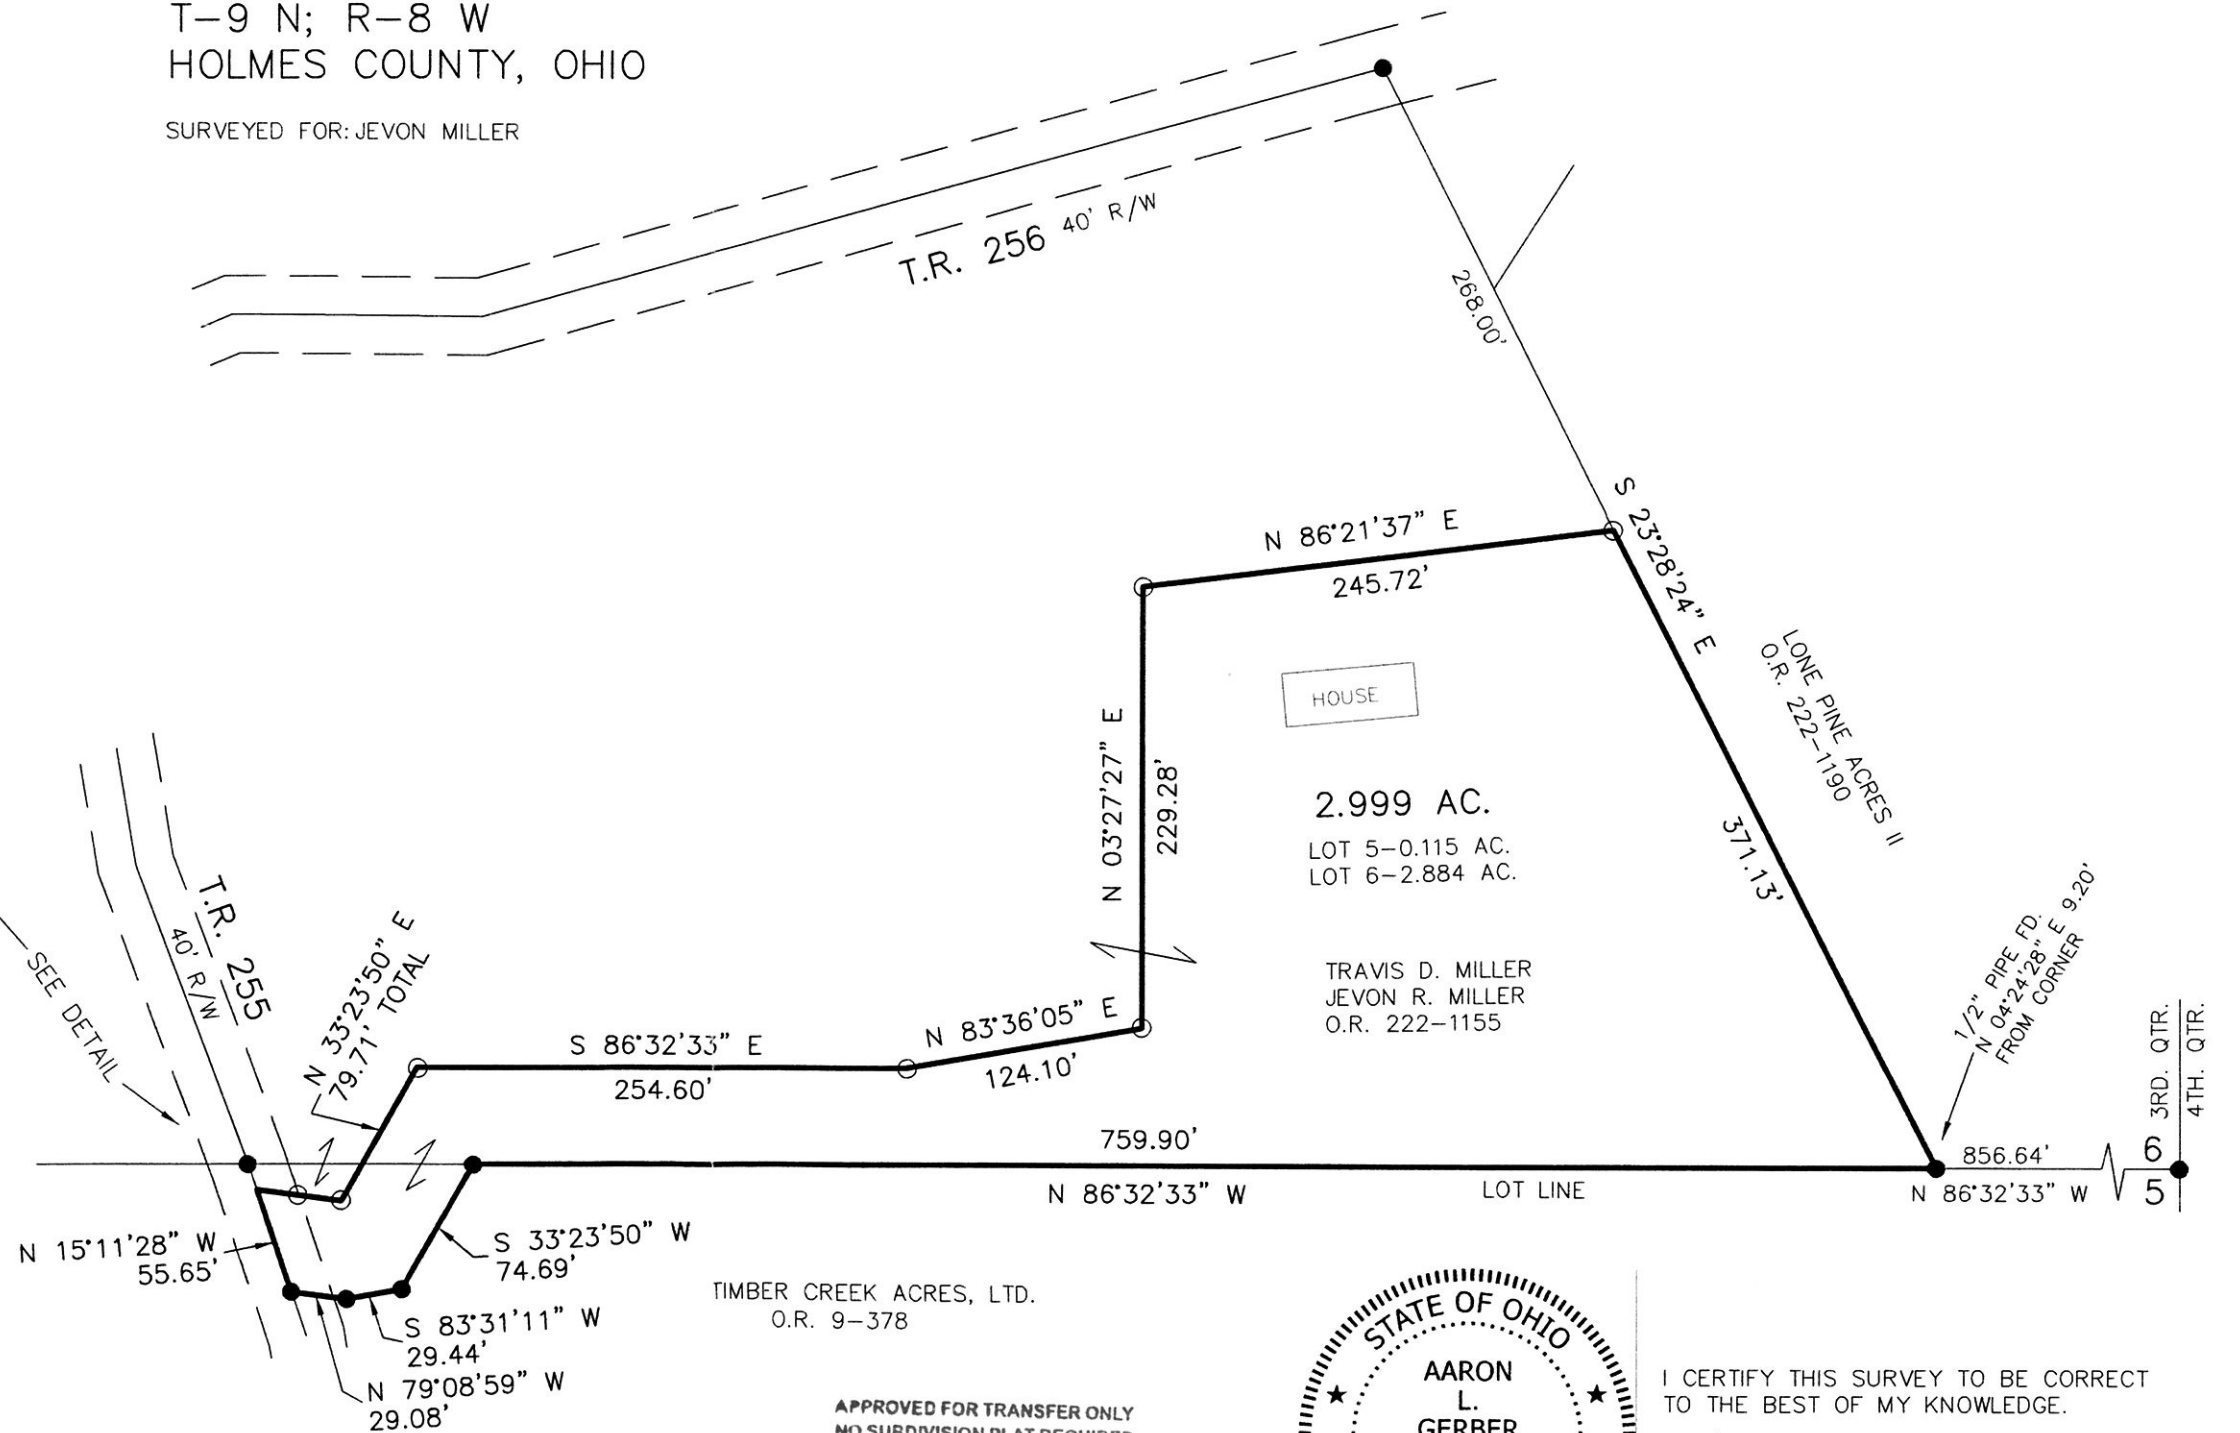 T-9 N; R-8 W
HOLMES COUNTY, OHIO
SURVEYED FOR: JEVON MILLER
T.R. 256 40' R/W
268.00'
S 23°28'24" E
371.13'
N 86°21'37" E
245.72'
LONE PINE ACRES II
O.R. 222-1190
HOUSE
N 03°27'27" E
229.28'
2.999 AC.
LOT 5-0.115 AC.
LOT 6-2.884 AC.
TRAVIS D. MILLER
JEVON R. MILLER
O.R. 222-1155
1/2" PIPE FD.
N 04°24'28" E 9.20'
FROM CORNER
3RD. QTR.
4TH. QTR.
T.R. 255
40' R/W
SEE DETAIL
N 33°23'50" E
79.71' TOTAL
S 86°32'33" E
254.60'
N 83°36'05" E
124.10'
759.90'
N 86°32'33" W
LOT LINE
856.64'
N 86°32'33" W
6
5
N 15°11'28" W
55.65'
S 33°23'50" W
74.69'
S 83°31'11" W
29.44'
N 79°08'59" W
29.08'
TIMBER CREEK ACRES, LTD.
O.R. 9-378
APPROVED FOR TRANSFER ONLY
NO SUBDIVISION PLAT REQUIRED
STATE OF OHIO
AARON
L.
GERBER
I CERTIFY THIS SURVEY TO BE CORRECT
TO THE BEST OF MY KNOWLEDGE.